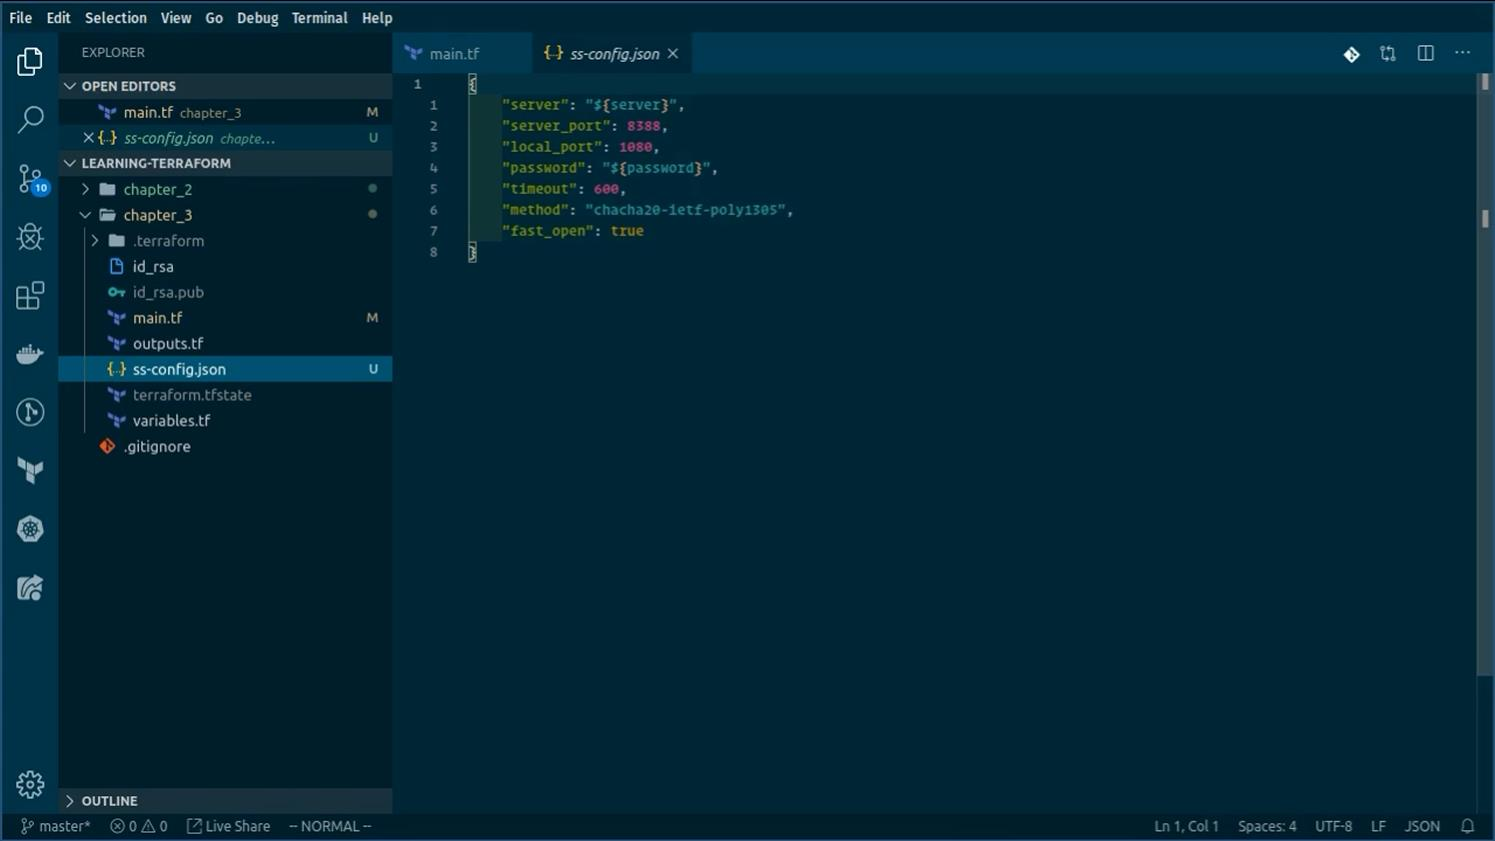 File Edit Selection View Go Debug Terminal Help
EXPLORER
OPEN EDITORS
main.tf chapter_3 M
ss-config.json chapte... U
LEARNING-TERRAFORM
10
chapter_2
chapter_3
.terraform
id_rsa
id_rsa.pub
main.tf M
outputs.tf
ss-config.json U
terraform.tfstate
variables.tf
.gitignore
OUTLINE
main.tf ss-config.json
1 {
1 "server": "${server}",
2 "server_port": 8388,
3 "local_port": 1080,
4 "password": "${password}",
5 "timeout": 600,
6 "method": "chacha20-ietf-poly1305",
7 "fast_open": true
8 }
master* 0 0 Live Share -- NORMAL -- Ln 1, Col 1 Spaces: 4 UTF-8 LF JSON